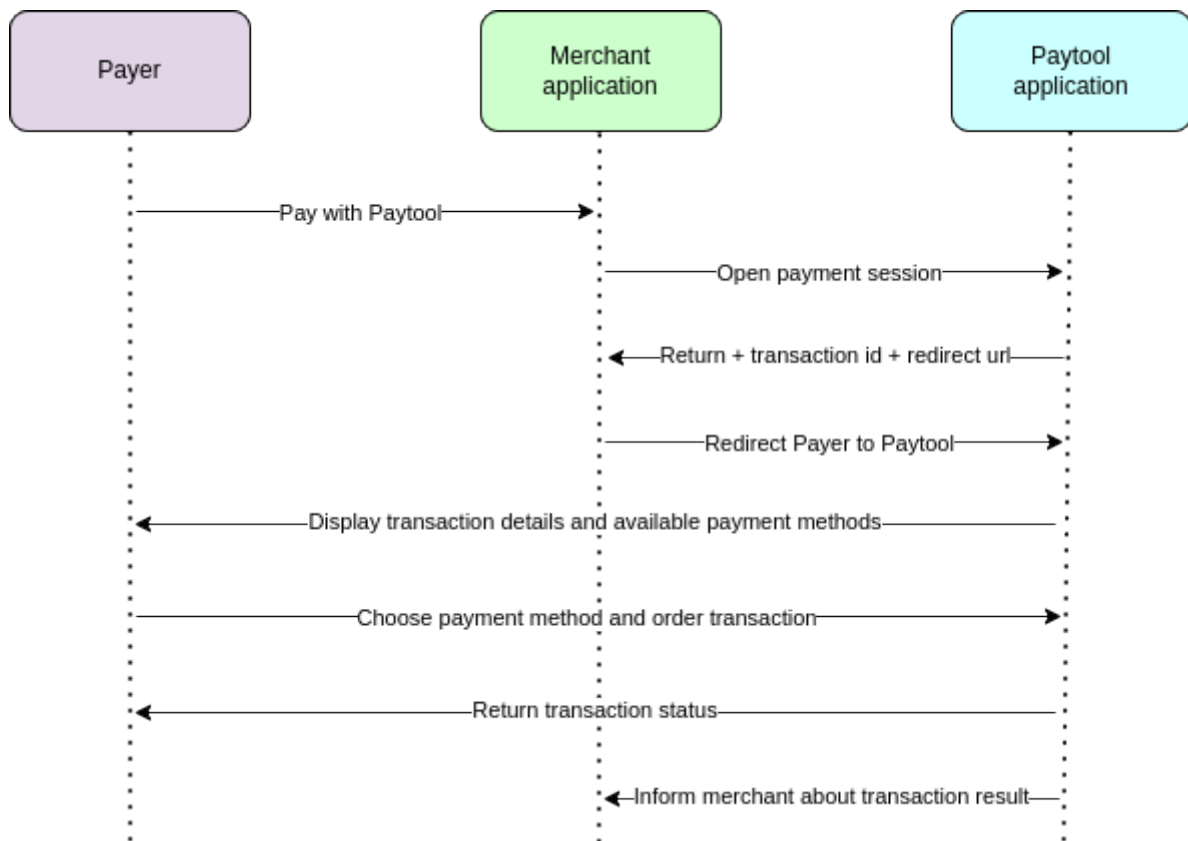 Payer
Merchant
application
Paytool
application
Pay with Paytool
Open payment session
Return + transaction id + redirect url
Redirect Payer to Paytool
Display transaction details and available payment methods
Choose payment method and order transaction
Return transaction status
Inform merchant about transaction result